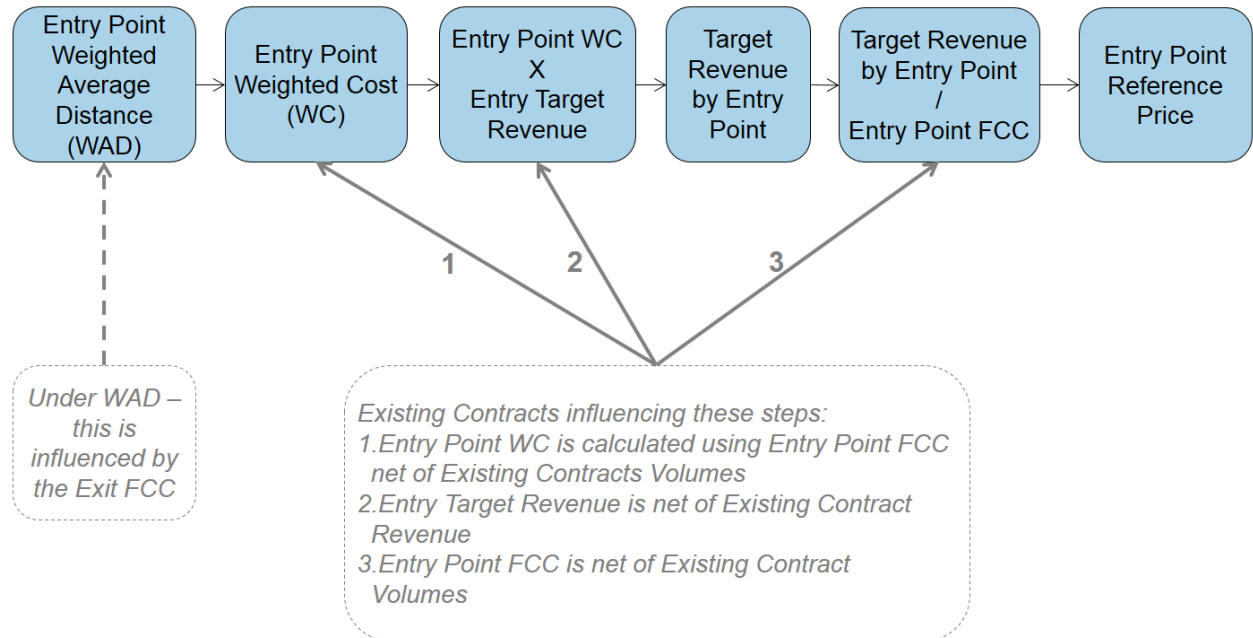 Entry Point
Weighted
Average
Distance
(WAD)
Entry Point
Weighted Cost
(WC)
Entry Point WC
X
Entry Target
Revenue
Target
Revenue
by Entry
Point
Target Revenue
by Entry Point
/
Entry Point FCC
Entry Point
Reference
Price
1
2
3
Under WAD –
this is
influenced by
the Exit FCC
Existing Contracts influencing these steps:
1.Entry Point WC is calculated using Entry Point FCC
net of Existing Contracts Volumes
2.Entry Target Revenue is net of Existing Contract
Revenue
3.Entry Point FCC is net of Existing Contract
Volumes